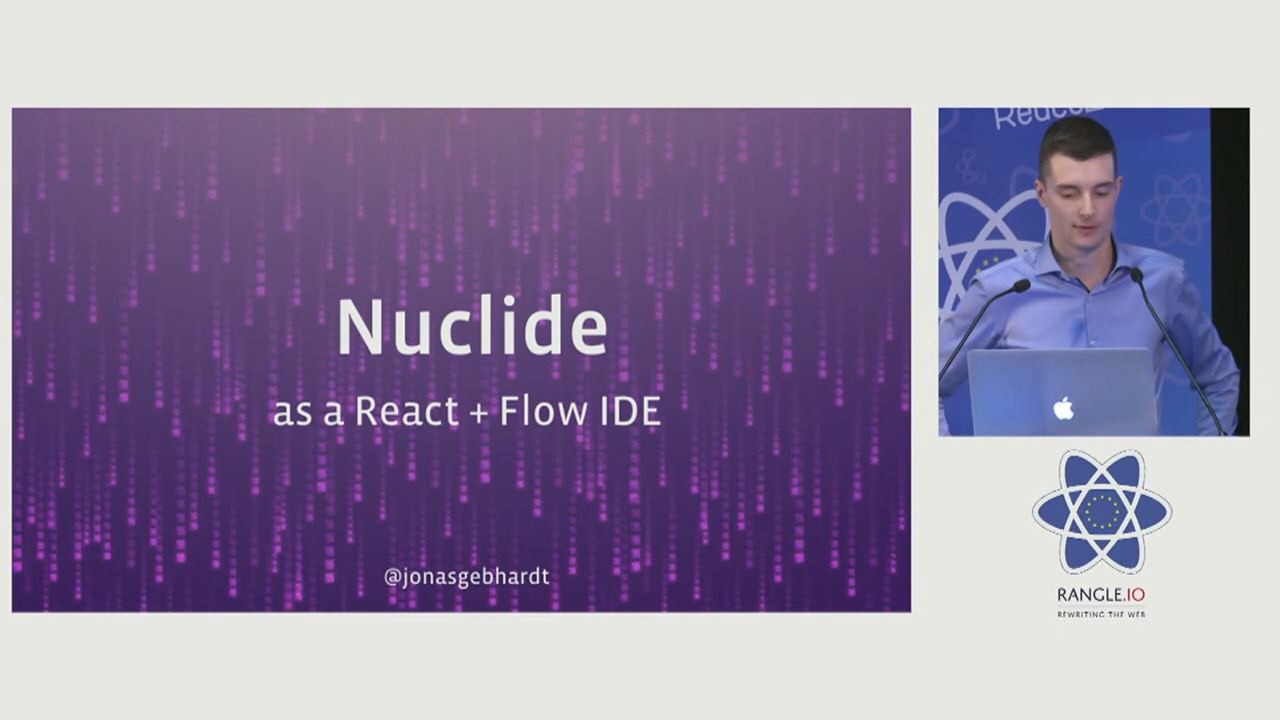 Nuclide
as a React + Flow IDE
@jonasgebhardt
RANGLE.IO
REWRITING THE WEB